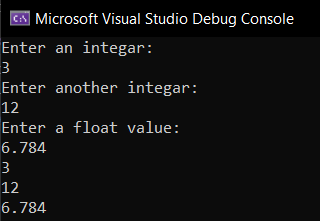 Microsoft Visual Studio Debug Console
Enter an integar:
3
Enter another integar:
12
Enter a float value:
6.784
3
12
6.784